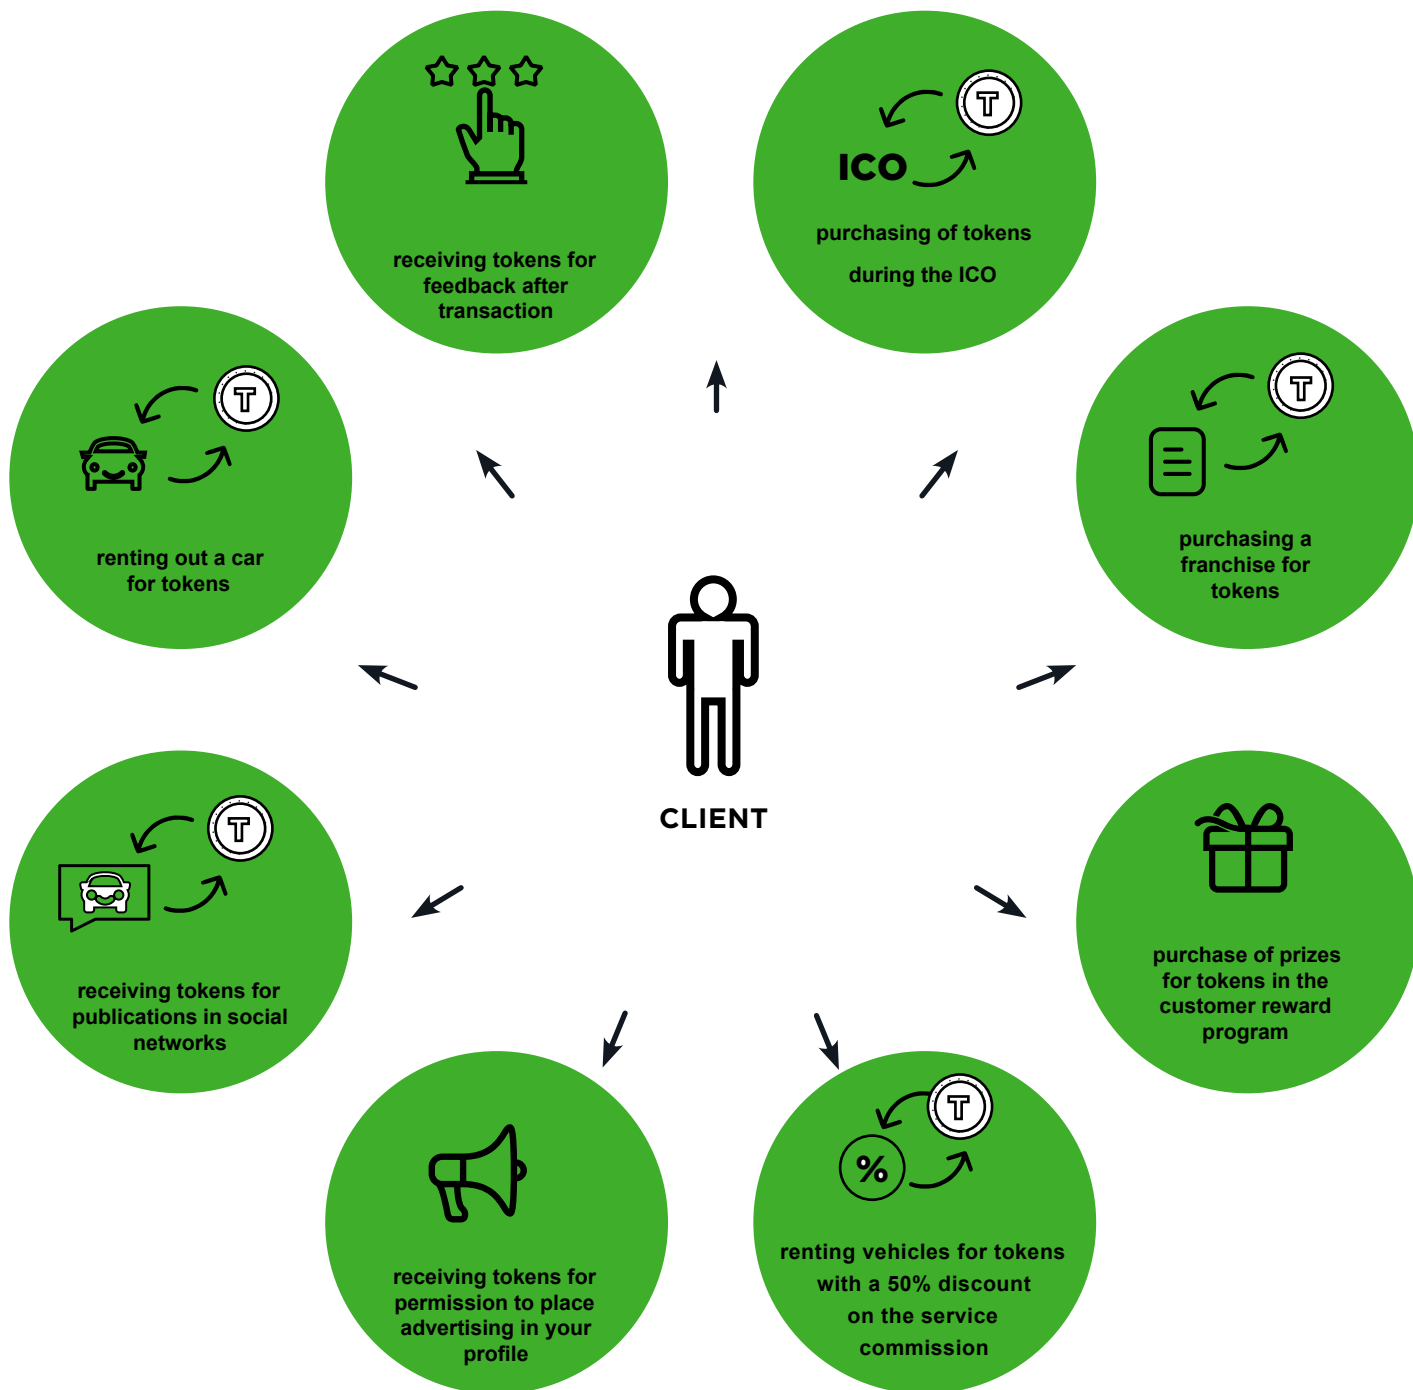 ICO
T
receiving tokens for
feedback after
transaction
purchasing of tokens
during the ICO
T
renting out a car
for tokens
T
purchasing a
franchise for
tokens
CLIENT
T
receiving tokens for
publications in social
networks
purchase of prizes
for tokens in the
customer reward
program
receiving tokens for
permission to place
advertising in your
profile
T
%
renting vehicles for tokens
with a 50% discount
on the service
commission